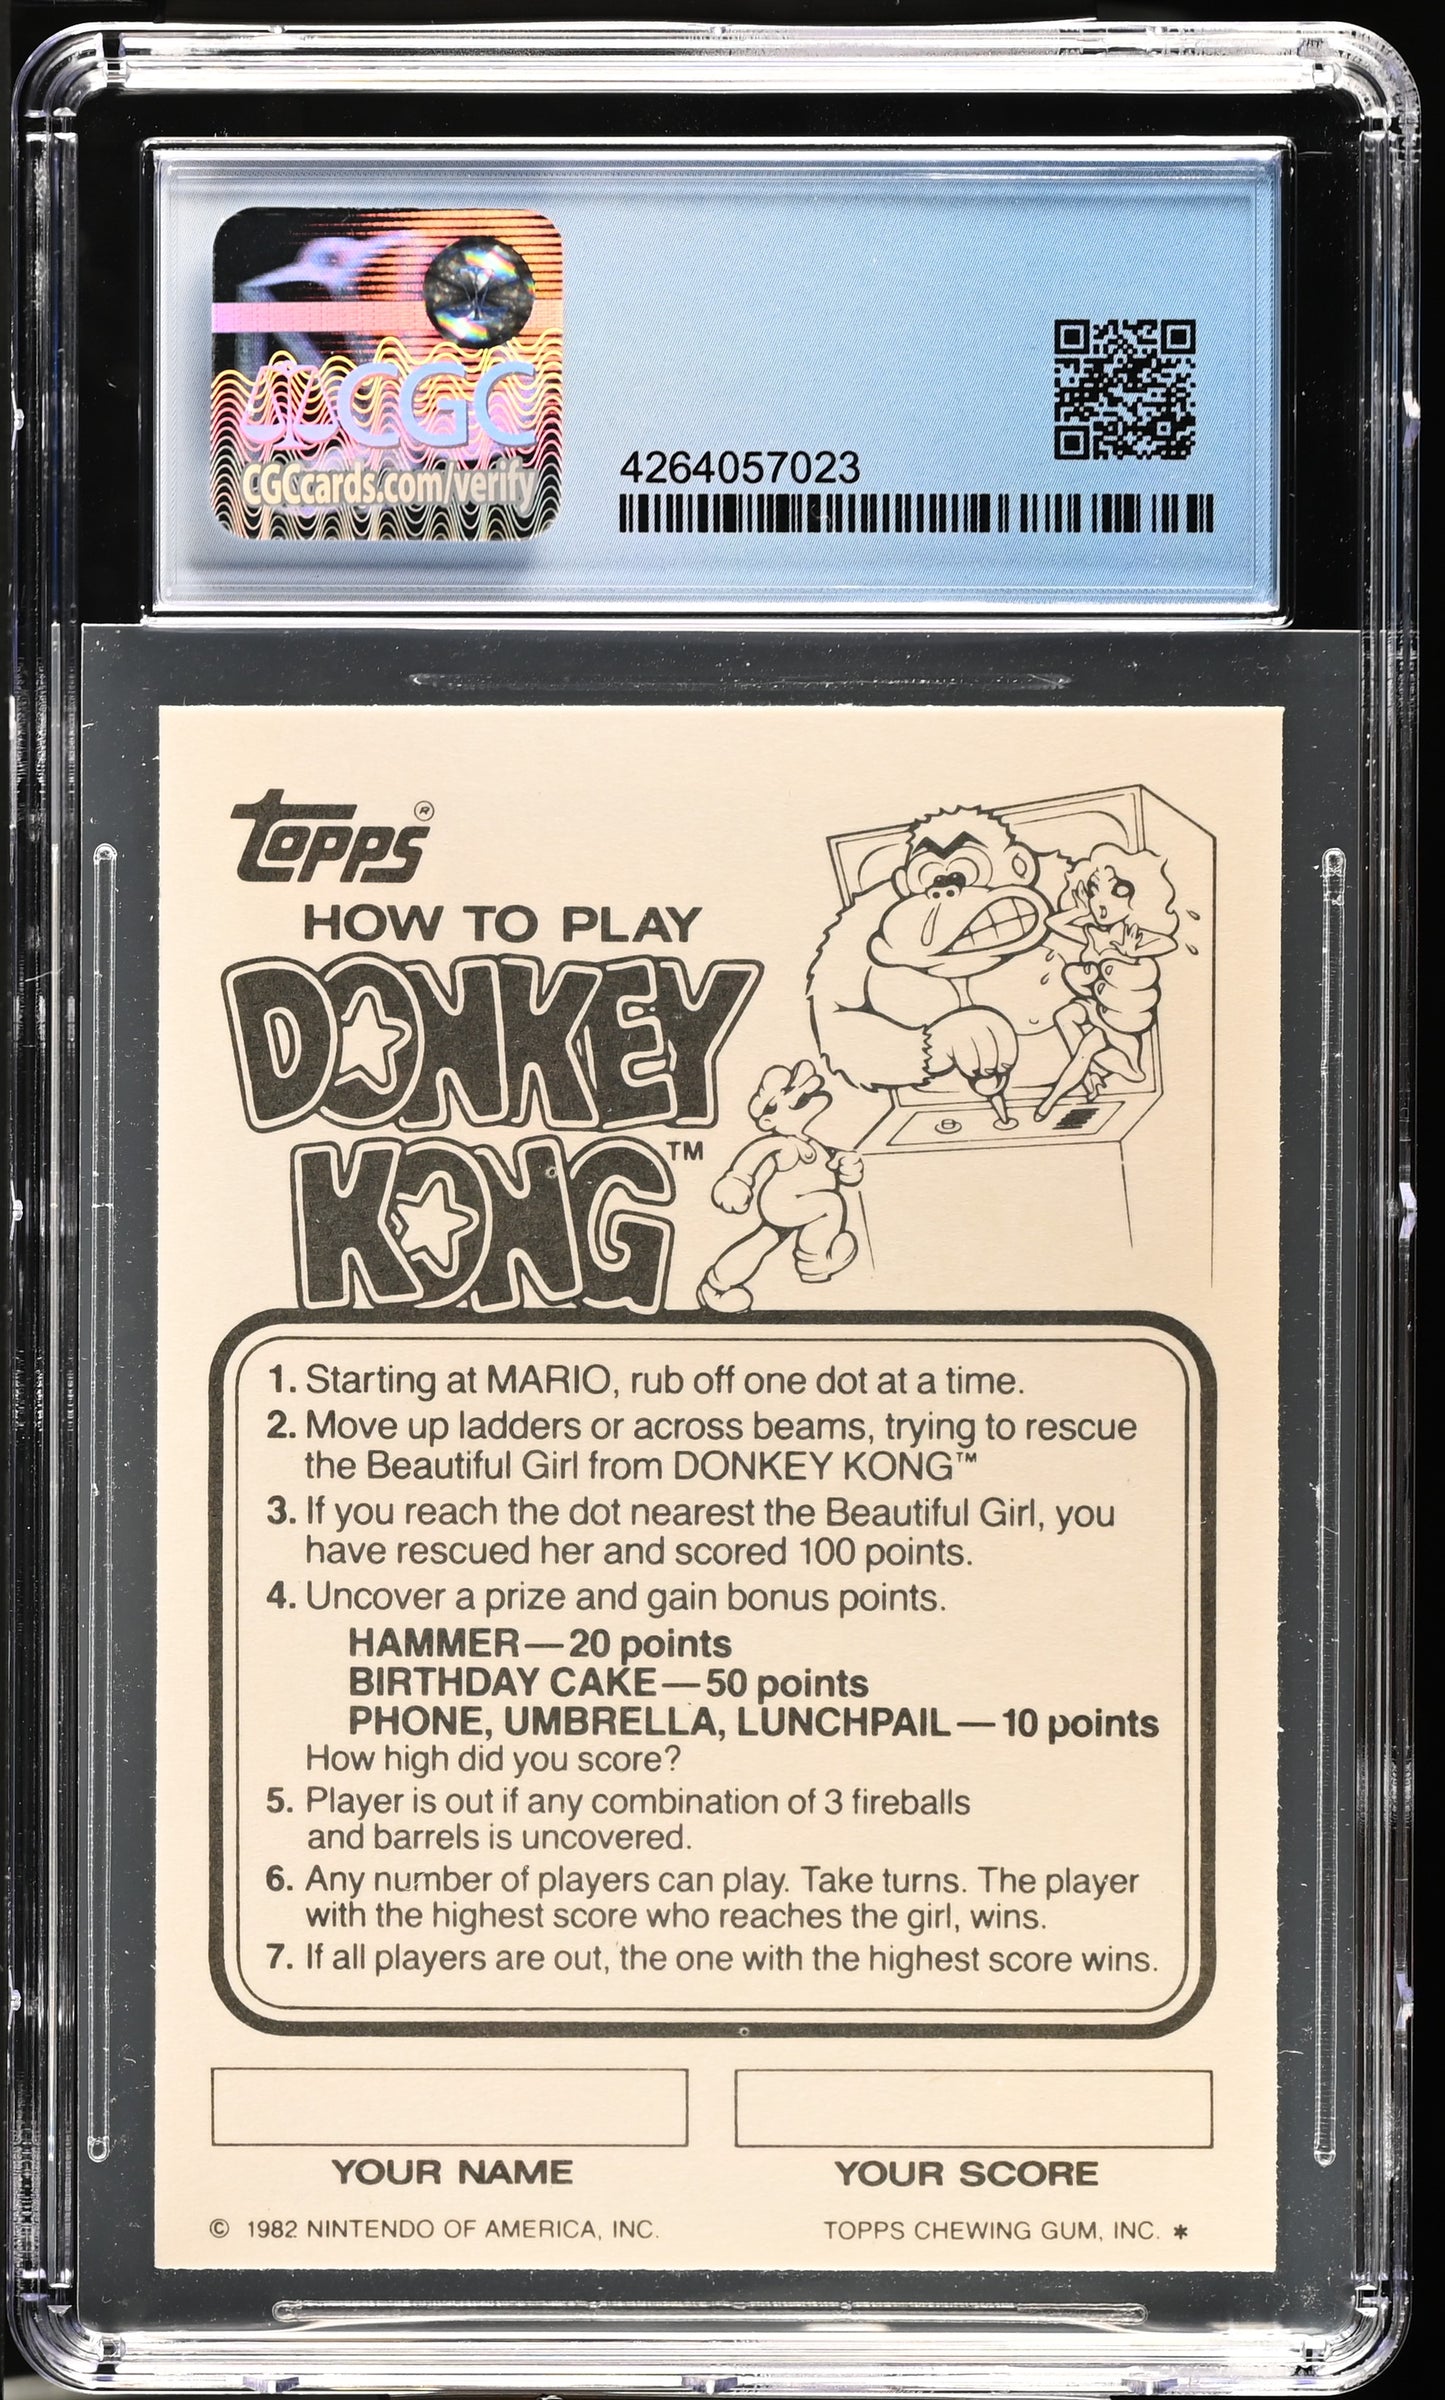 CGC
CGCcards.com/verify
4264057023
Topps®
HOW TO PLAY
DONKEY
KONG™
1. Starting at MARIO, rub off one dot at a time.
2. Move up ladders or across beams, trying to rescue
the Beautiful Girl from DONKEY KONG™
3. If you reach the dot nearest the Beautiful Girl, you
have rescued her and scored 100 points.
4. Uncover a prize and gain bonus points.
HAMMER—20 points
BIRTHDAY CAKE—50 points
PHONE, UMBRELLA, LUNCHPAIL—10 points
How high did you score?
5. Player is out if any combination of 3 fireballs
and barrels is uncovered.
6. Any number of players can play. Take turns. The player
with the highest score who reaches the girl, wins.
7. If all players are out, the one with the highest score wins.
YOUR NAME
YOUR SCORE
© 1982 NINTENDO OF AMERICA, INC.
TOPPS CHEWING GUM, INC. *